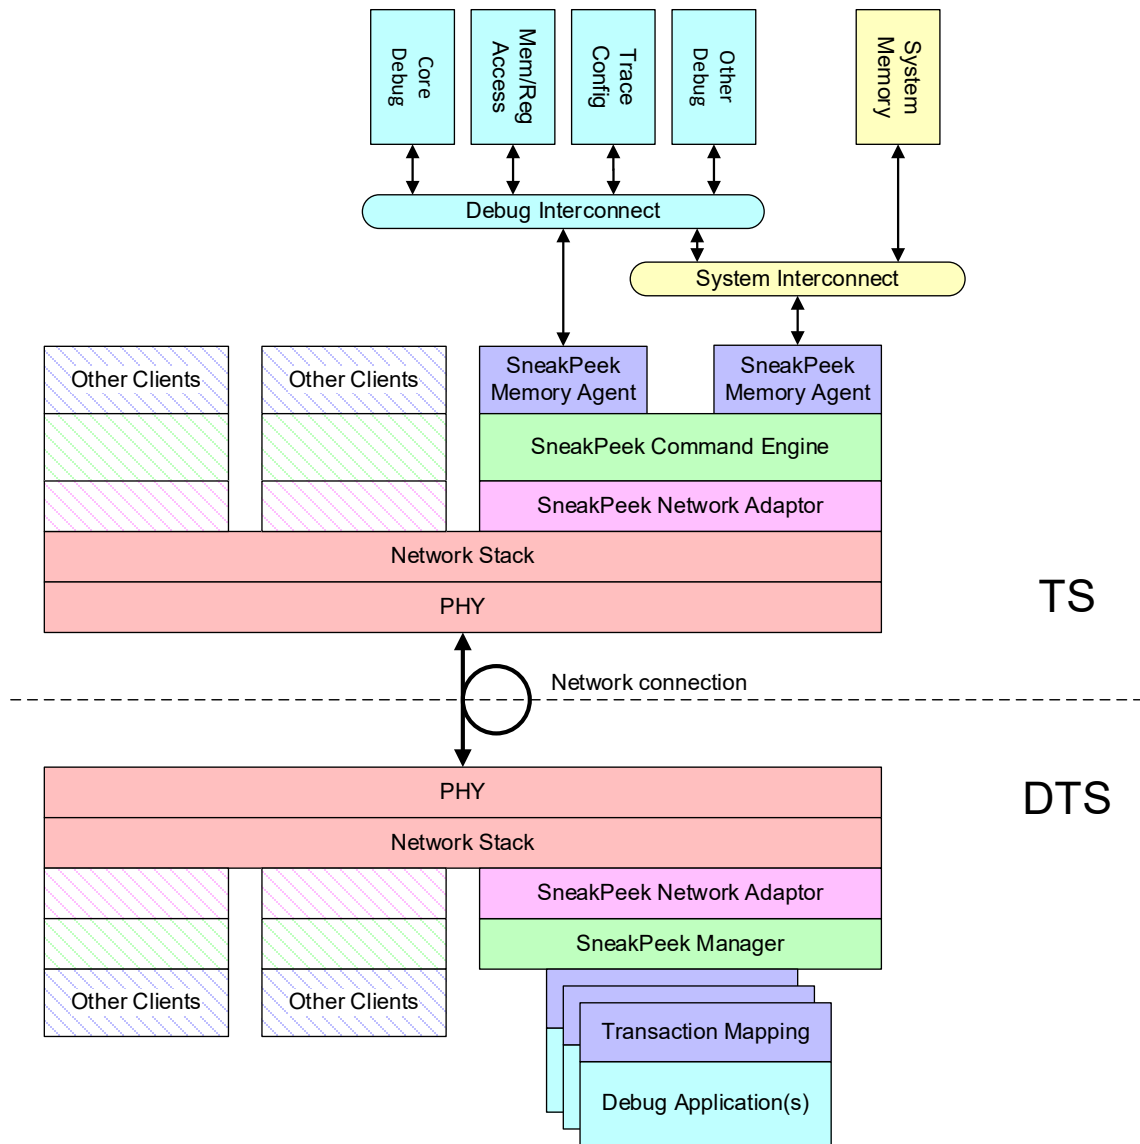 Core
Debug
Mem/Reg
Access
Trace
Config
Other
Debug
System
Memory
Debug Interconnect
System Interconnect
Other Clients
Other Clients
SneakPeek
Memory Agent
SneakPeek
Memory Agent
SneakPeek Command Engine
SneakPeek Network Adaptor
Network Stack
PHY
TS
Network connection
DTS
PHY
Network Stack
SneakPeek Network Adaptor
SneakPeek Manager
Other Clients
Other Clients
Transaction Mapping
Debug Application(s)